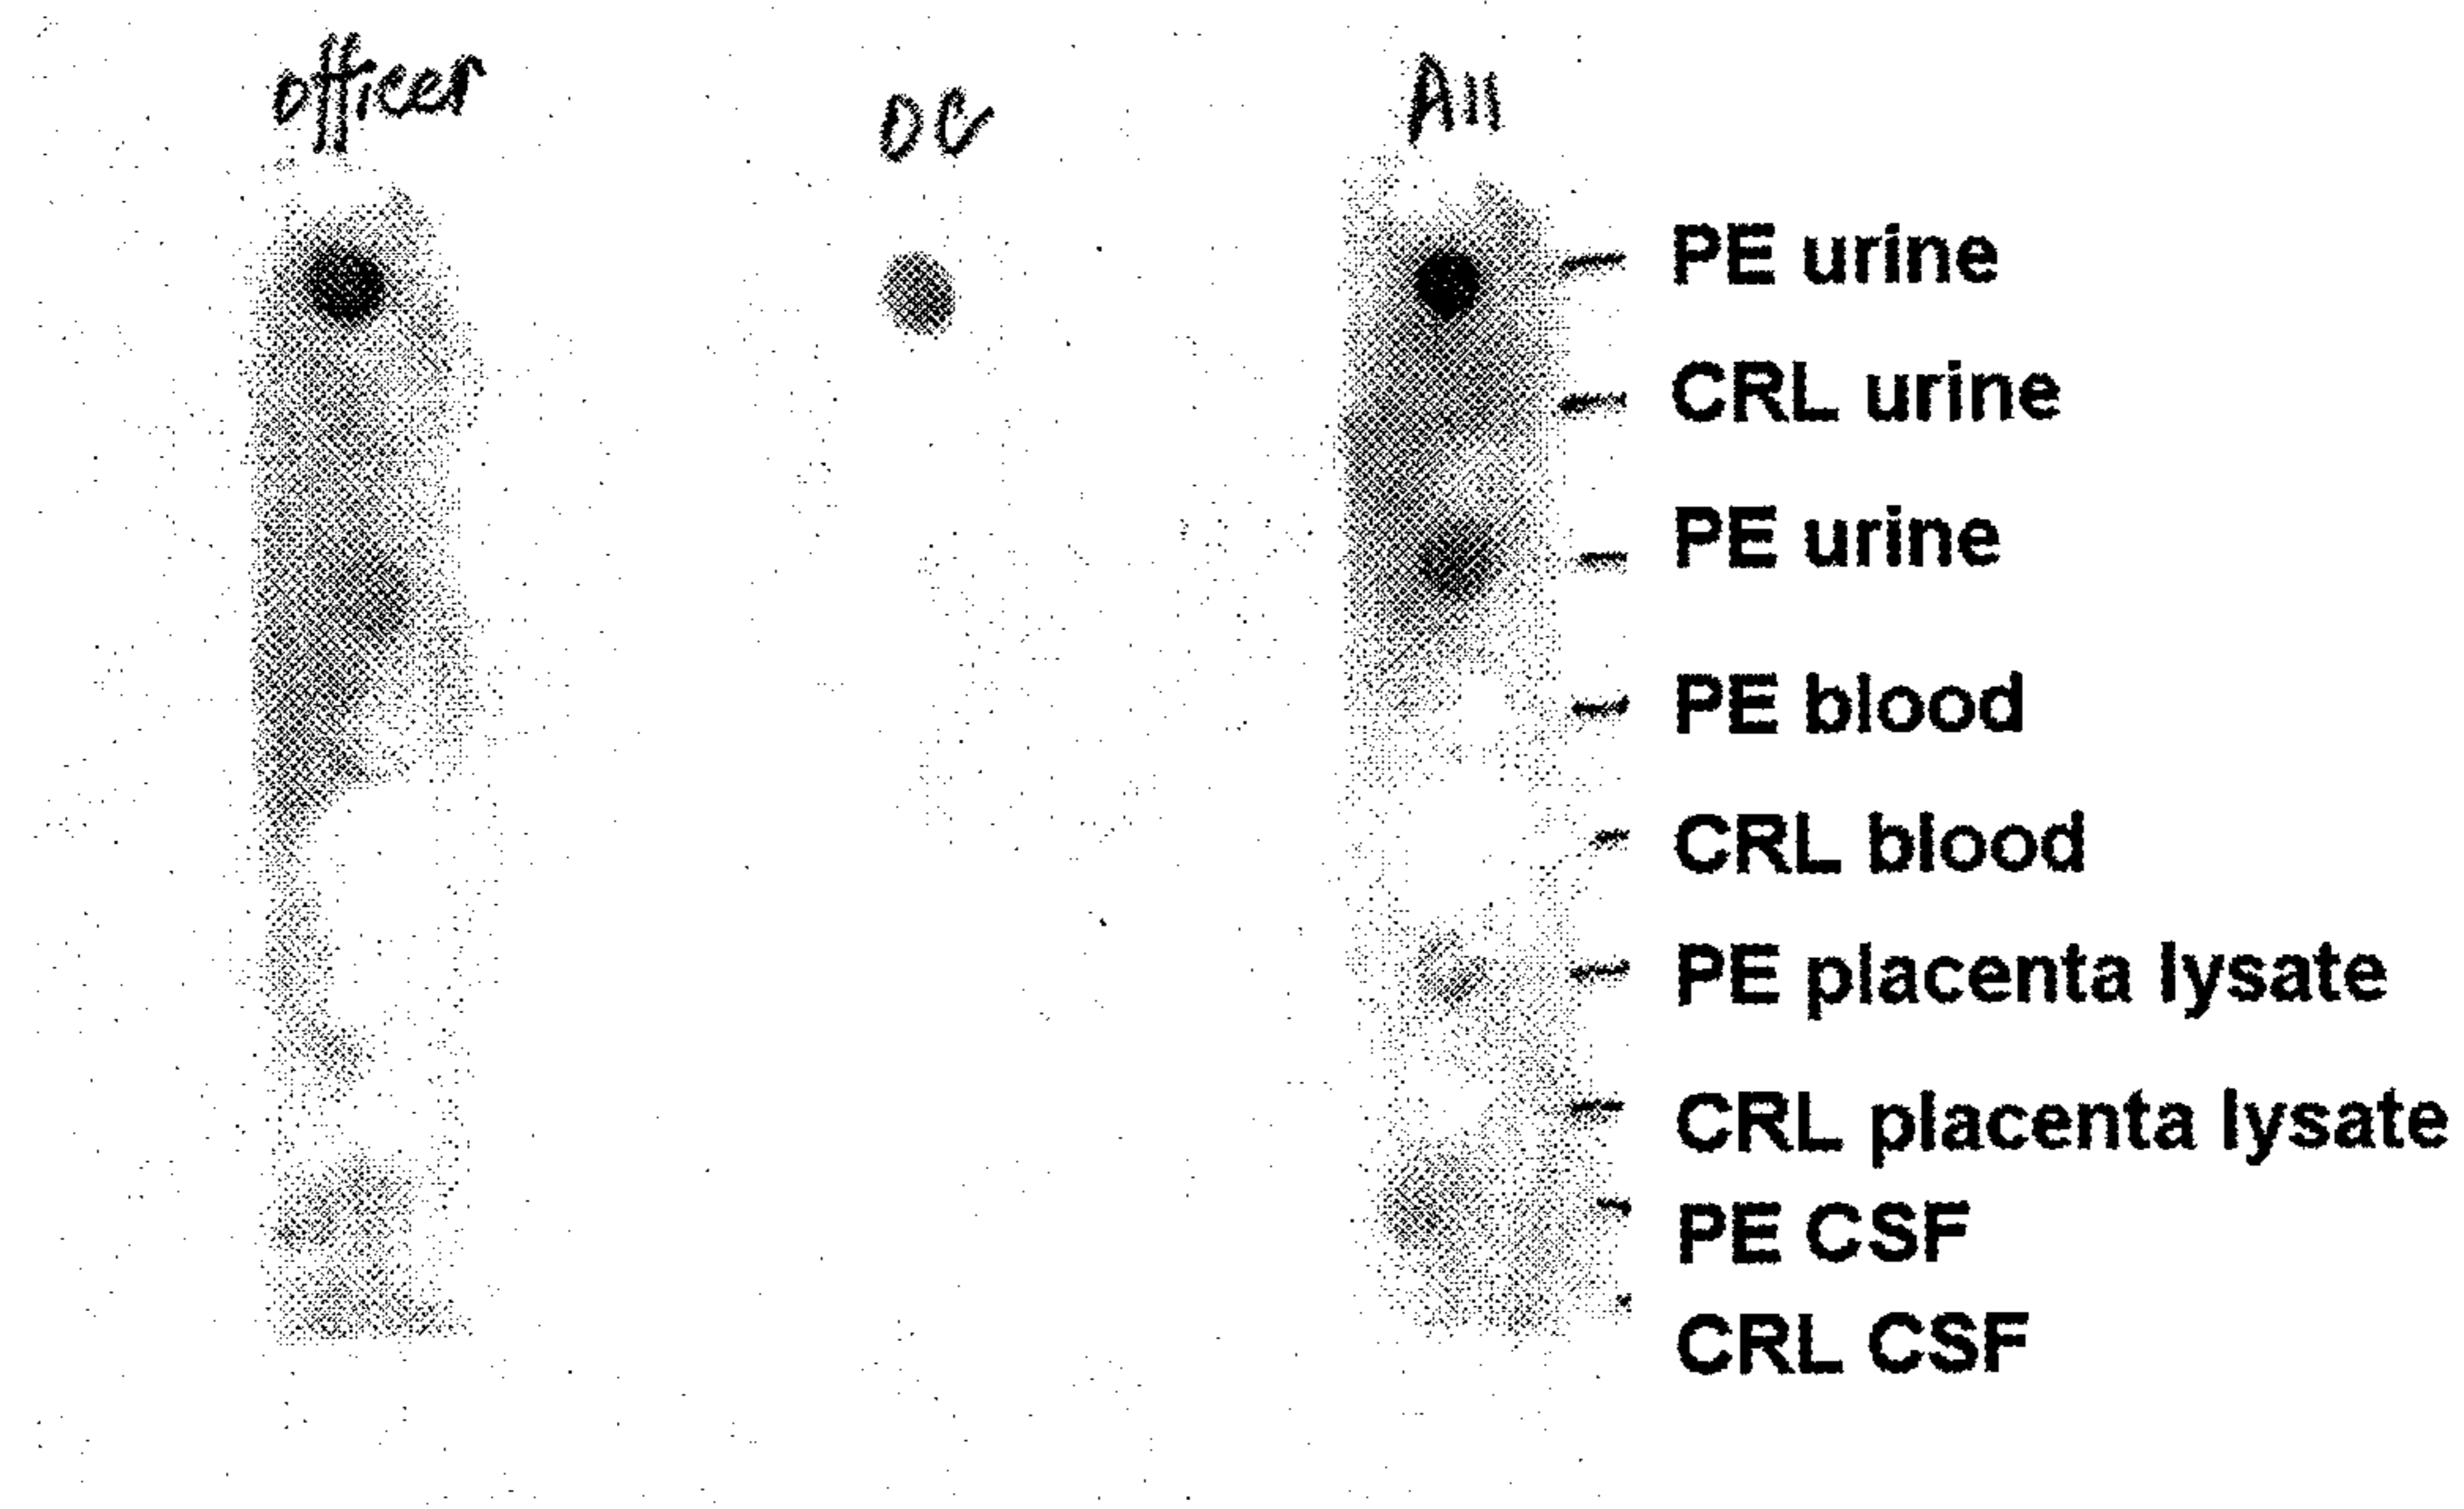 officer
OC
All
PE urine
CRL urine
PE urine
PE blood
CRL blood
PE placenta lysate
CRL placenta lysate
PE CSF
CRL CSF